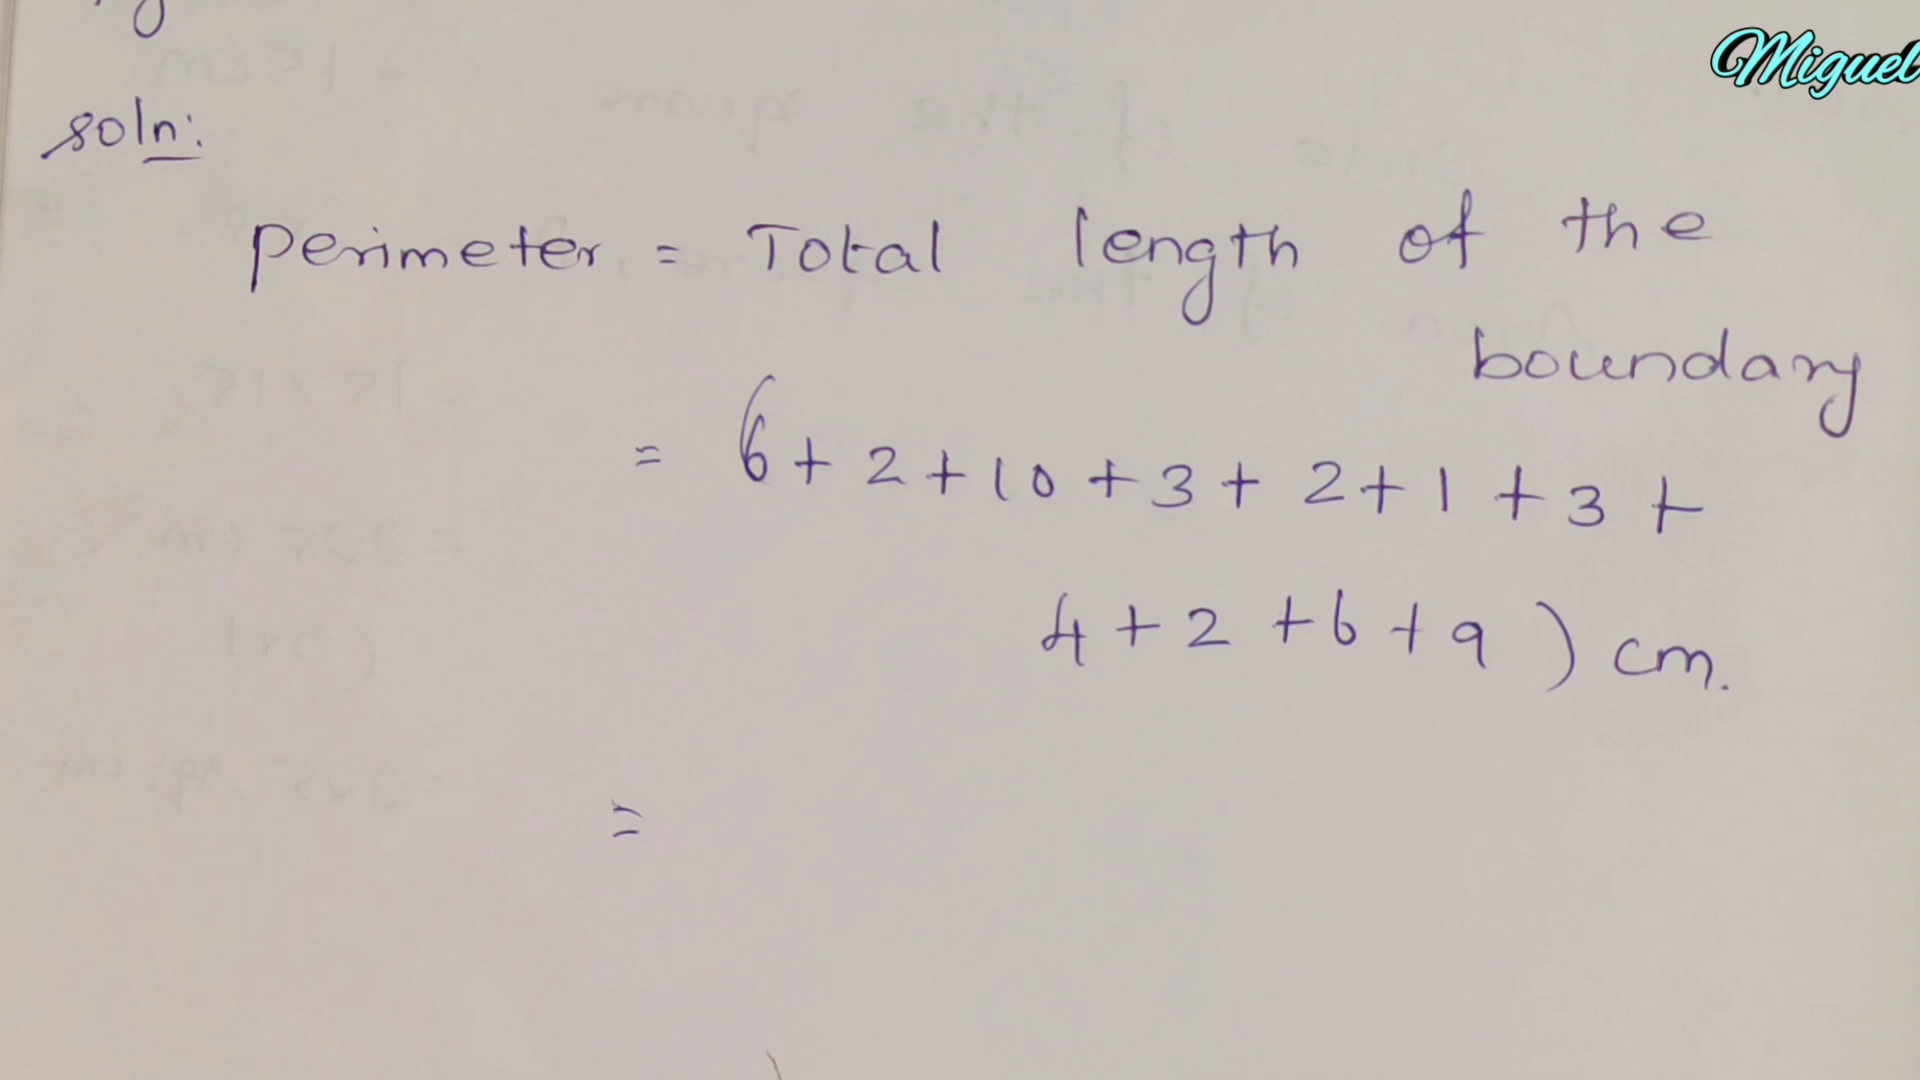 Miguel
soln:
Perimeter = Total length of the
boundary
= (6+2+10+3+2+1+3+
4+2+6+9) cm.
=